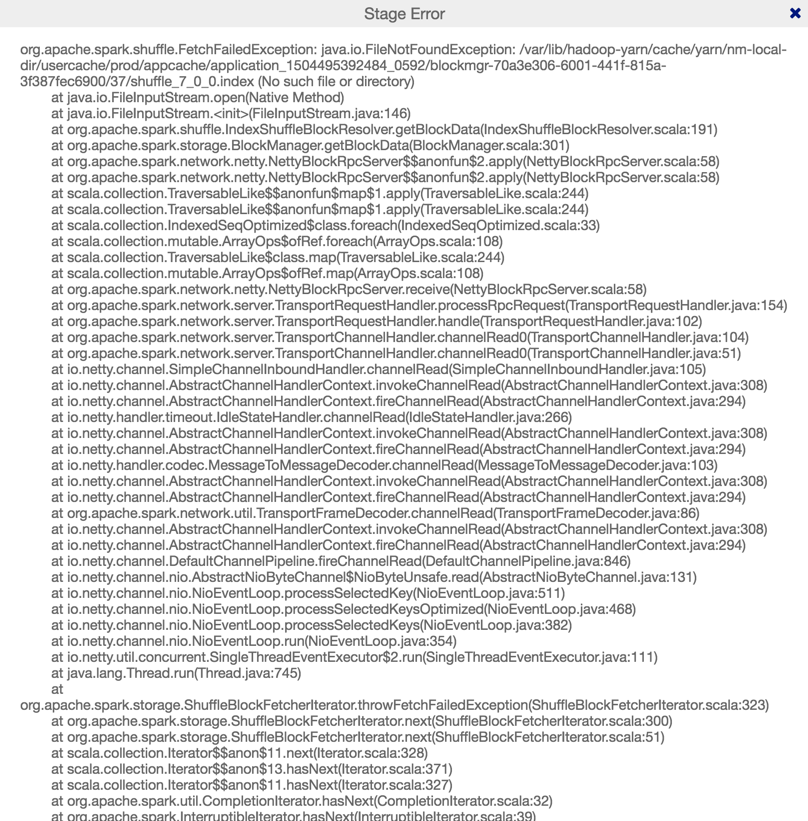 Stage Error
org.apache.spark.shuffle.FetchFailedException: java.io.FileNotFoundException: /var/lib/hadoop-yarn/cache/yarn/nm-local-
dir/usercache/prod/appcache/application_1504495392484_0592/blockmgr-70a3e306-6001-441f-815a-
3f387fec6900/37/shuffle_7_0_0.index (No such file or directory)
at java.io.FileInputStream.open(Native Method)
at java.io.FileInputStream.<init>(FileInputStream.java:146)
at org.apache.spark.shuffle.IndexShuffleBlockResolver.getBlockData(IndexShuffleBlockResolver.scala:191)
at org.apache.spark.storage.BlockManager.getBlockData(BlockManager.scala:301)
at org.apache.spark.network.netty.NettyBlockRpcServer$$anonfun$2.apply(NettyBlockRpcServer.scala:58)
at org.apache.spark.network.netty.NettyBlockRpcServer$$anonfun$2.apply(NettyBlockRpcServer.scala:58)
at scala.collection.TraversableLike$$anonfun$map$1.apply(TraversableLike.scala:244)
at scala.collection.TraversableLike$$anonfun$map$1.apply(TraversableLike.scala:244)
at scala.collection.IndexedSeqOptimized$class.foreach(IndexedSeqOptimized.scala:33)
at scala.collection.mutable.ArrayOps$ofRef.foreach(ArrayOps.scala:108)
at scala.collection.TraversableLike$class.map(TraversableLike.scala:244)
at scala.collection.mutable.ArrayOps$ofRef.map(ArrayOps.scala:108)
at org.apache.spark.network.netty.NettyBlockRpcServer.receive(NettyBlockRpcServer.scala:58)
at org.apache.spark.network.server.TransportRequestHandler.processRpcRequest(TransportRequestHandler.java:154)
at org.apache.spark.network.server.TransportRequestHandler.handle(TransportRequestHandler.java:102)
at org.apache.spark.network.server.TransportChannelHandler.channelRead0(TransportChannelHandler.java:104)
at org.apache.spark.network.server.TransportChannelHandler.channelRead0(TransportChannelHandler.java:51)
at io.netty.channel.SimpleChannelInboundHandler.channelRead(SimpleChannelInboundHandler.java:105)
at io.netty.channel.AbstractChannelHandlerContext.invokeChannelRead(AbstractChannelHandlerContext.java:308)
at io.netty.channel.AbstractChannelHandlerContext.fireChannelRead(AbstractChannelHandlerContext.java:294)
at io.netty.handler.timeout.IdleStateHandler.channelRead(IdleStateHandler.java:266)
at io.netty.channel.AbstractChannelHandlerContext.invokeChannelRead(AbstractChannelHandlerContext.java:308)
at io.netty.channel.AbstractChannelHandlerContext.fireChannelRead(AbstractChannelHandlerContext.java:294)
at io.netty.handler.codec.MessageToMessageDecoder.channelRead(MessageToMessageDecoder.java:103)
at io.netty.channel.AbstractChannelHandlerContext.invokeChannelRead(AbstractChannelHandlerContext.java:308)
at io.netty.channel.AbstractChannelHandlerContext.fireChannelRead(AbstractChannelHandlerContext.java:294)
at org.apache.spark.network.util.TransportFrameDecoder.channelRead(TransportFrameDecoder.java:86)
at io.netty.channel.AbstractChannelHandlerContext.invokeChannelRead(AbstractChannelHandlerContext.java:308)
at io.netty.channel.AbstractChannelHandlerContext.fireChannelRead(AbstractChannelHandlerContext.java:294)
at io.netty.channel.DefaultChannelPipeline.fireChannelRead(DefaultChannelPipeline.java:846)
at io.netty.channel.nio.AbstractNioByteChannel$NioByteUnsafe.read(AbstractNioByteChannel.java:131)
at io.netty.channel.nio.NioEventLoop.processSelectedKey(NioEventLoop.java:511)
at io.netty.channel.nio.NioEventLoop.processSelectedKeysOptimized(NioEventLoop.java:468)
at io.netty.channel.nio.NioEventLoop.processSelectedKeys(NioEventLoop.java:382)
at io.netty.channel.nio.NioEventLoop.run(NioEventLoop.java:354)
at io.netty.util.concurrent.SingleThreadEventExecutor$2.run(SingleThreadEventExecutor.java:111)
at java.lang.Thread.run(Thread.java:745)
at
org.apache.spark.storage.ShuffleBlockFetcherIterator.throwFetchFailedException(ShuffleBlockFetcherIterator.scala:323)
at org.apache.spark.storage.ShuffleBlockFetcherIterator.next(ShuffleBlockFetcherIterator.scala:300)
at org.apache.spark.storage.ShuffleBlockFetcherIterator.next(ShuffleBlockFetcherIterator.scala:51)
at scala.collection.Iterator$$anon$11.next(Iterator.scala:328)
at scala.collection.Iterator$$anon$13.hasNext(Iterator.scala:371)
at scala.collection.Iterator$$anon$11.hasNext(Iterator.scala:327)
at org.apache.spark.util.CompletionIterator.hasNext(CompletionIterator.scala:32)
at org.apache.spark.InterruptibleIterator.hasNext(InterruptibleIterator.scala:39)